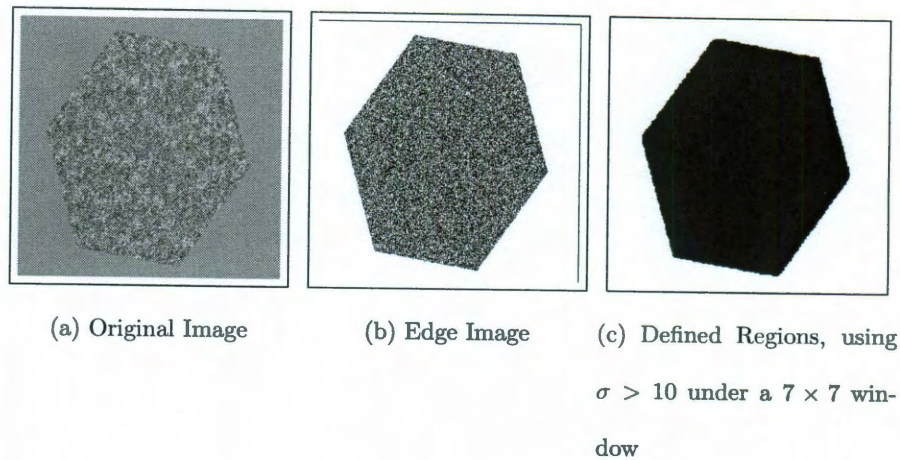 (a) Original Image
(b) Edge Image
(c) Defined Regions, using
σ > 10 under a 7 × 7 win-
dow